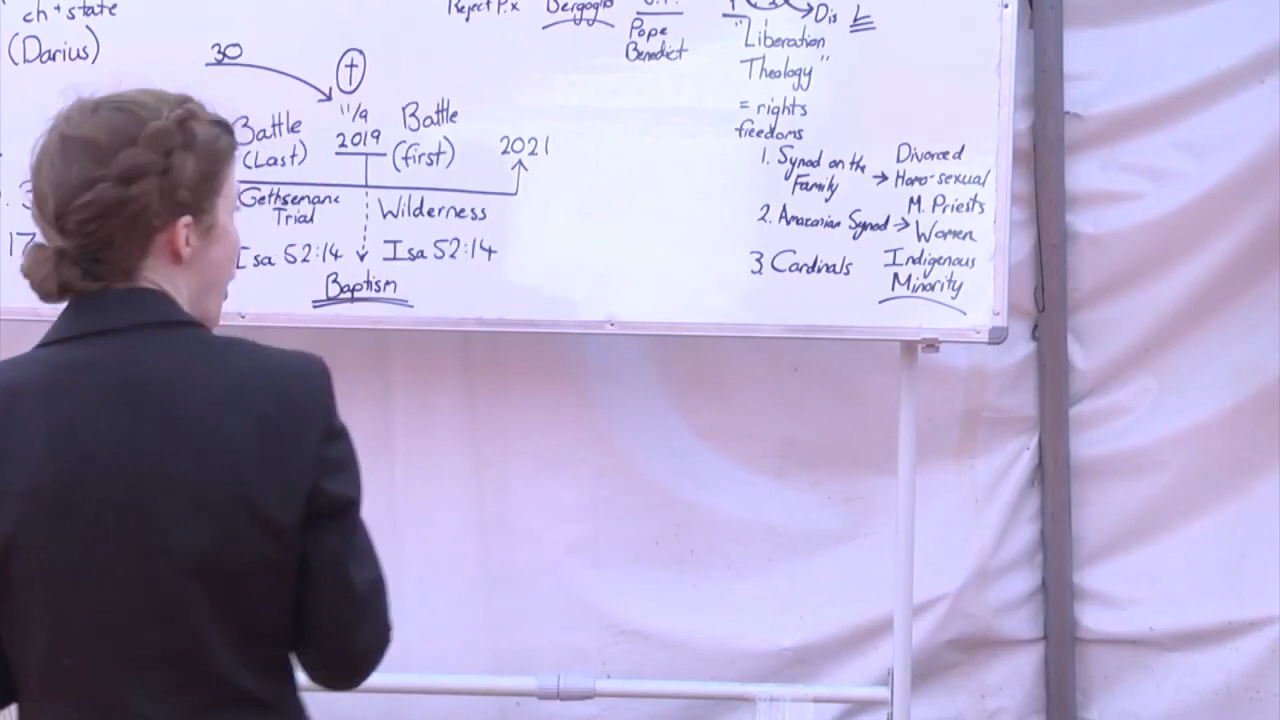 ch + state
(Darius)
30
11/9
2019
Battle
(Last)
Battle
(first)
2021
Gethsemane
Trial
Wilderness
Isa 52:14
Isa 52:14
Baptism
17
Reject P.x
Bergoglio
Pope
Benedict
Dis L
"Liberation
Theology"
= rights
freedoms
1. Synod on the
Family
→ Divorced
Homo-sexual
M. Priests
2. Amazonian Synod → Women
3. Cardinals
Indigenous
Minority